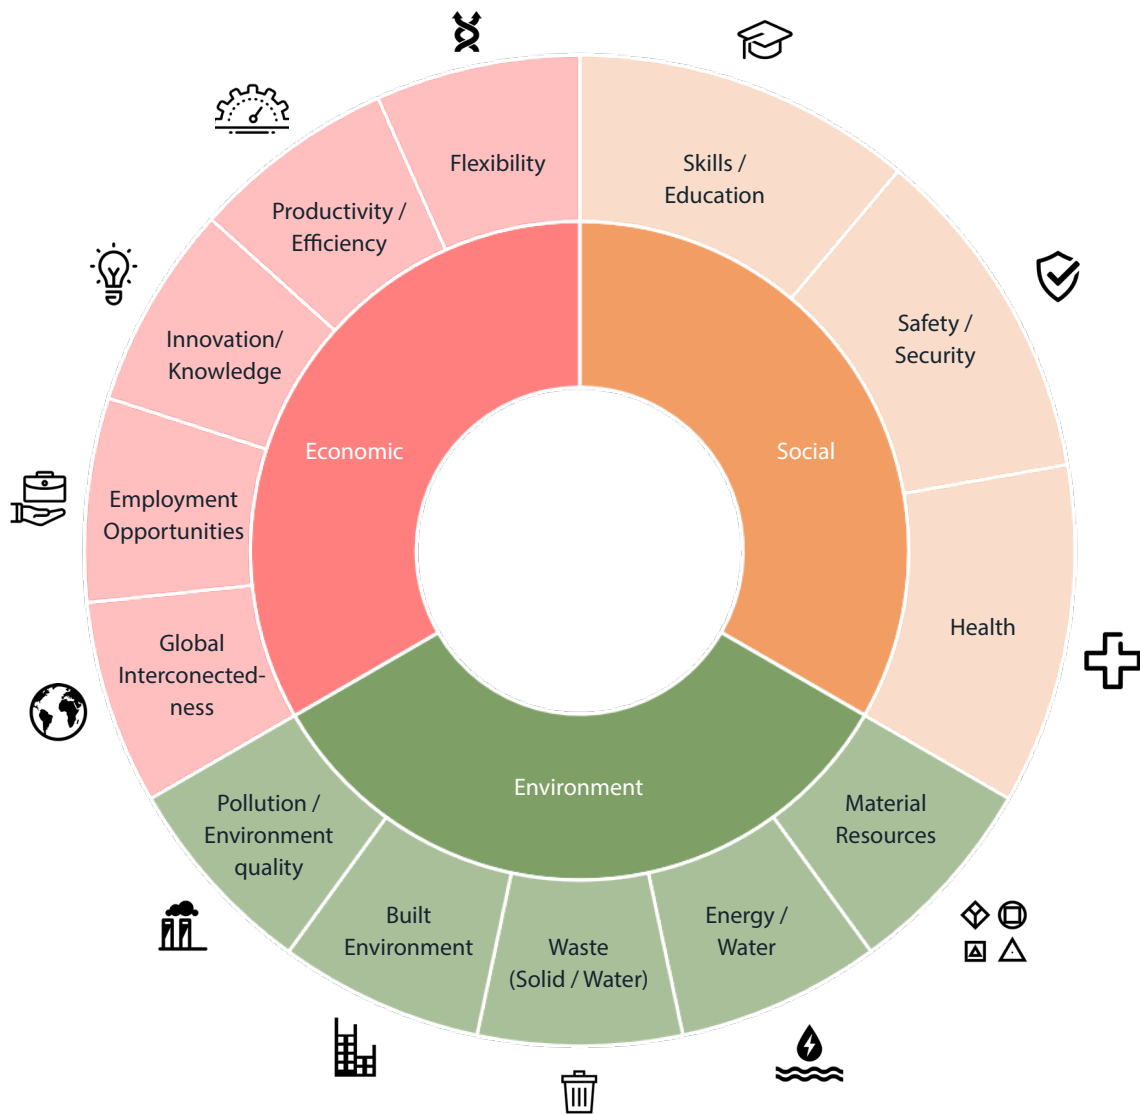 Flexibility
Skills /
Education
Productivity /
Efficiency
Safety /
Security
Innovation/
Knowledge
Economic
Social
Employment
Opportunities
Health
Global
Interconected-
ness
Environment
Pollution /
Environment
quality
Material
Resources
Built
Environment
Energy /
Water
Waste
(Solid / Water)